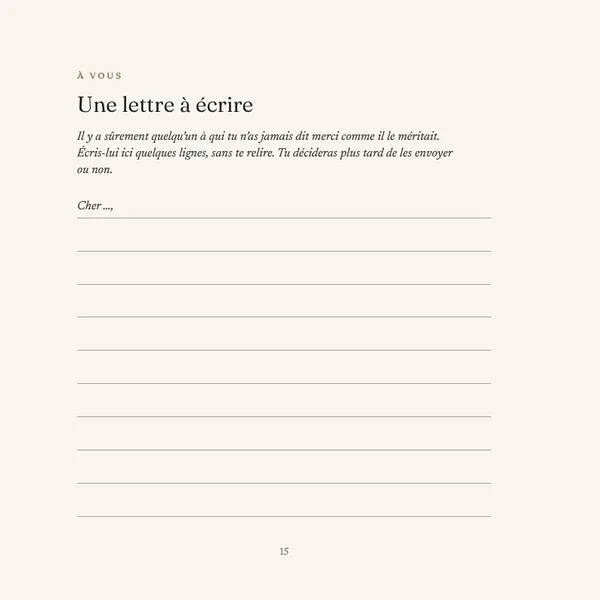 À VOUS
Une lettre à écrire
Il y a sûrement quelqu'un à qui tu n'as jamais dit merci comme il le méritait.
Écris-lui ici quelques lignes, sans te relire. Tu décideras plus tard de les envoyer
ou non.
Cher ...,
15